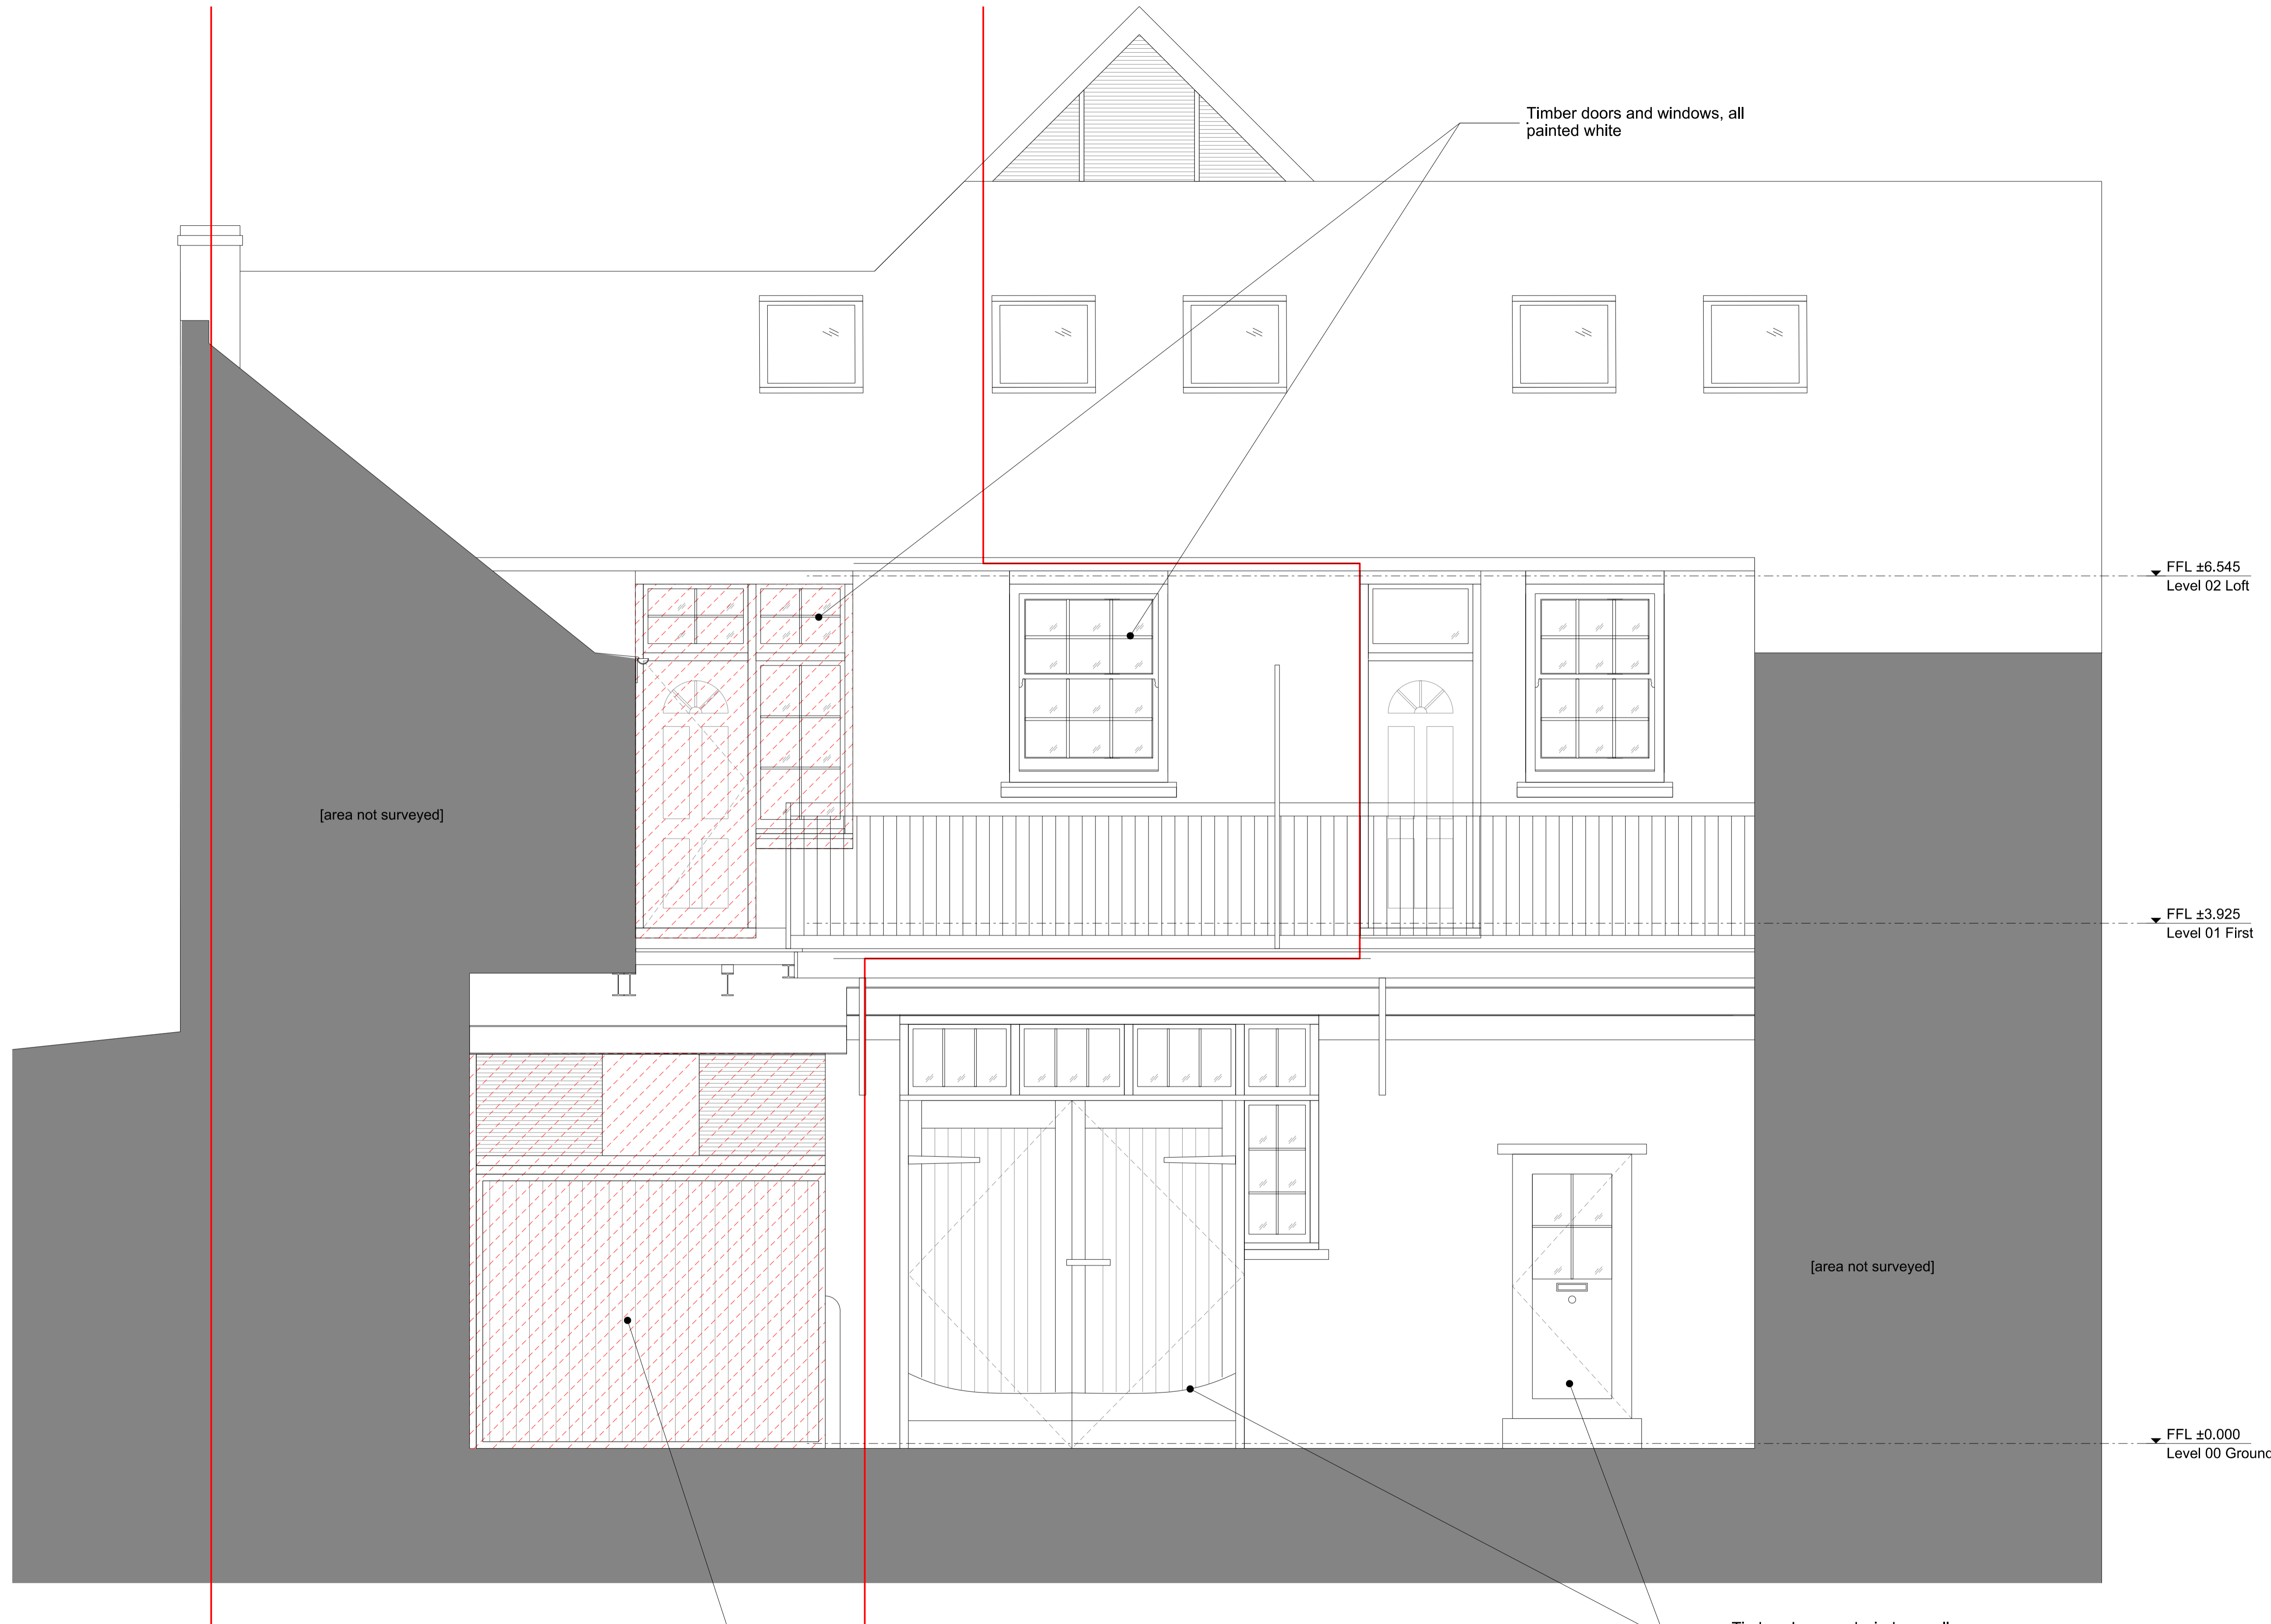 Timber doors and windows, all
painted white
FFL ±6.545
Level 02 Loft
[area not surveyed]
FFL ±3.925
Level 01 First
[area not surveyed]
FFL ±0.000
Level 00 Ground